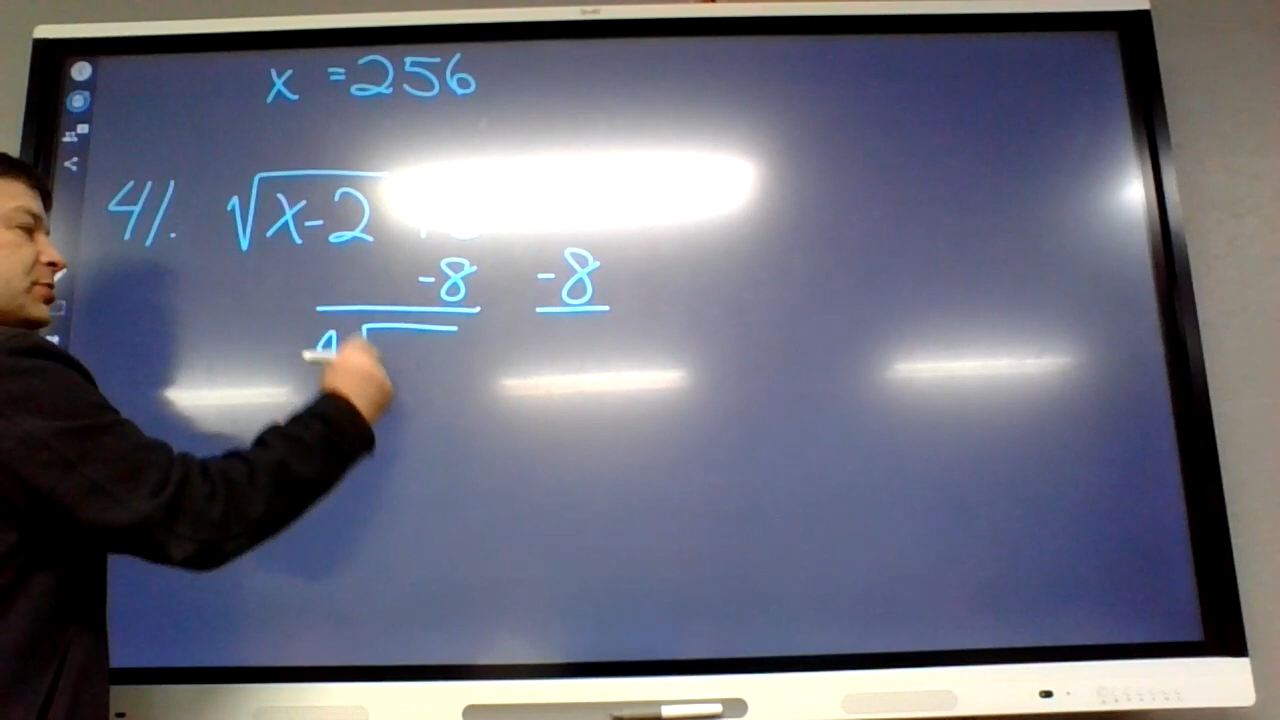 x = 256
41. √x-2
-8 -8
√